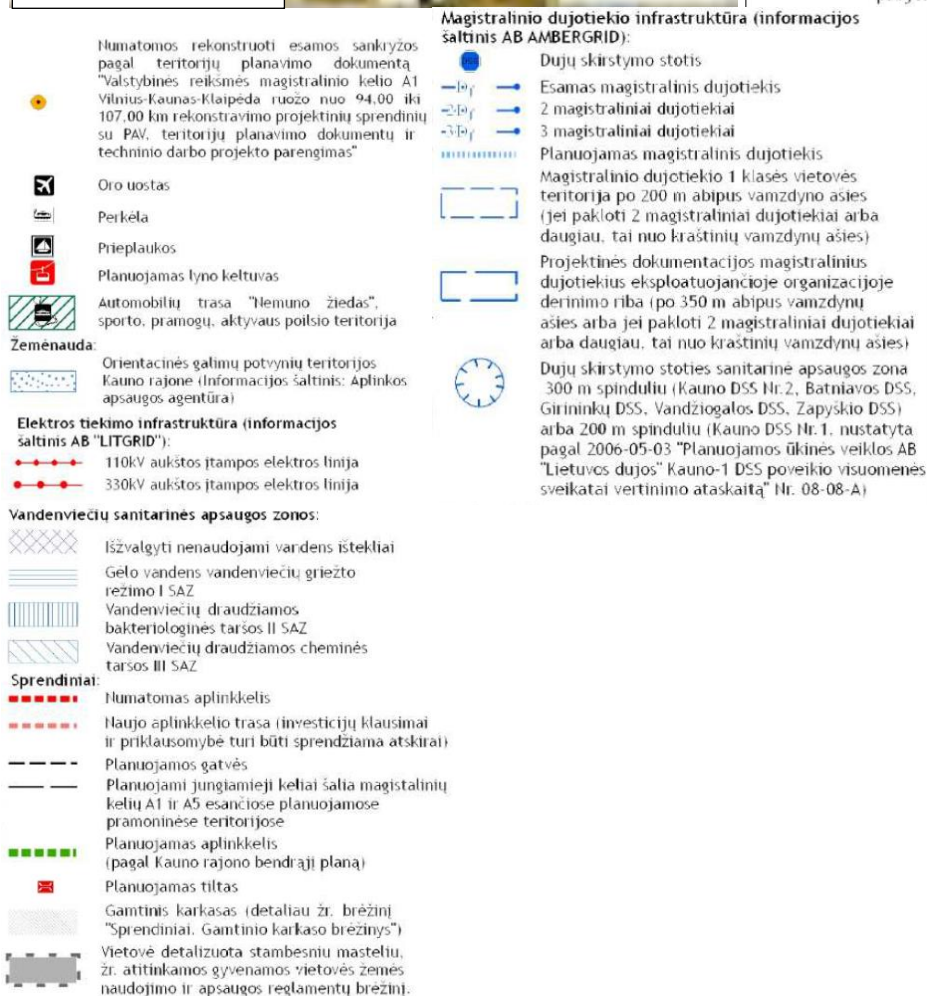 Numatomos rekonstruoti esamos sankryžos
pagal teritorijų planavimo dokumentą
"Valstybinės reikšmės magistralinio kelio A1
Vilnius-Kaunas-Klaipėda ruožo nuo 94,00 iki
107,00 km rekonstravimo projektinių sprendinių
su PAV, teritorijų planavimo dokumentų ir
techninio darbo projekto parengimas"
Oro uostas
Perkėla
Prieplaukos
Planuojamas lyno keltuvas
Automobilių trasa "Nemuno žiedas",
sporto, pramogų, aktyvaus poilsio teritorija
Žemėnauda:
Orientacinės galimų potvynių teritorijos
Kauno rajone (Informacijos šaltinis: Aplinkos
apsaugos agentūra)
Elektros tiekimo infrastruktūra (informacijos
šaltinis AB "LITGRID"):
110kV aukštos įtampos elektros linija
330kV aukštos įtampos elektros linija
Vandenviečių sanitarinės apsaugos zonos:
Išžvalgyti nenaudojami vandens ištekliai
Gėlo vandens vandenviečių griežto
režimo I SAZ
Vandenviečių draudžiamos
bakteriologinės taršos II SAZ
Vandenviečių draudžiamos cheminės
taršos III SAZ
Sprendiniai:
Numatomas aplinkkelis
Naujo aplinkkelio trasa (investicijų klausimai
ir priklausomybė turi būti sprendžiama atskirai)
Planuojamos gatvės
Planuojami jungiamieji keliai šalia magistalinių
kelių A1 ir A5 esančiose planuojamose
pramoninėse teritorijose
Planuojamas aplinkkelis
(pagal Kauno rajono bendrąjį planą)
Planuojamas tiltas
Gamtinis karkasas (detaliau žr. brėžinį
"Sprendiniai. Gamtinio karkaso brėžinys")
Vietovė detalizuota stambesniu masteliu,
žr. atitinkamos gyvenamos vietovės žemės
naudojimo ir apsaugos reglamentų brėžinį.
Magistralinio dujotiekio infrastruktūra (informacijos
šaltinis AB AMBERGRID):
Dujų skirstymo stotis
Esamas magistralinis dujotiekis
2 magistraliniai dujotiekiai
3 magistraliniai dujotiekiai
Planuojamas magistralinis dujotiekis
Magistralinio dujotiekio 1 klasės vietovės
teritorija po 200 m abipus vamzdyno ašies
(jei pakloti 2 magistraliniai dujotiekiai arba
daugiau, tai nuo kraštinių vamzdynų ašies)
Projektinės dokumentacijos magistralinius
dujotiekius eksploatuojančioje organizacijoje
derinimo riba (po 350 m abipus vamzdynų
ašies arba jei pakloti 2 magistraliniai dujotiekiai
arba daugiau, tai nuo kraštinių vamzdynų ašies)
Dujų skirstymo stoties sanitarinė apsaugos zona
300 m spinduliu (Kauno DSS Nr.2, Batniavos DSS,
Girininkų DSS, Vandžiogalos DSS, Zapyškio DSS)
arba 200 m spinduliu (Kauno DSS Nr.1, nustatyta
pagal 2006-05-03 "Planuojamos ūkinės veiklos AB
"Lietuvos dujos" Kauno-1 DSS poveikio visuomenės
sveikatai vertinimo ataskaitą" Nr. 08-08-A)